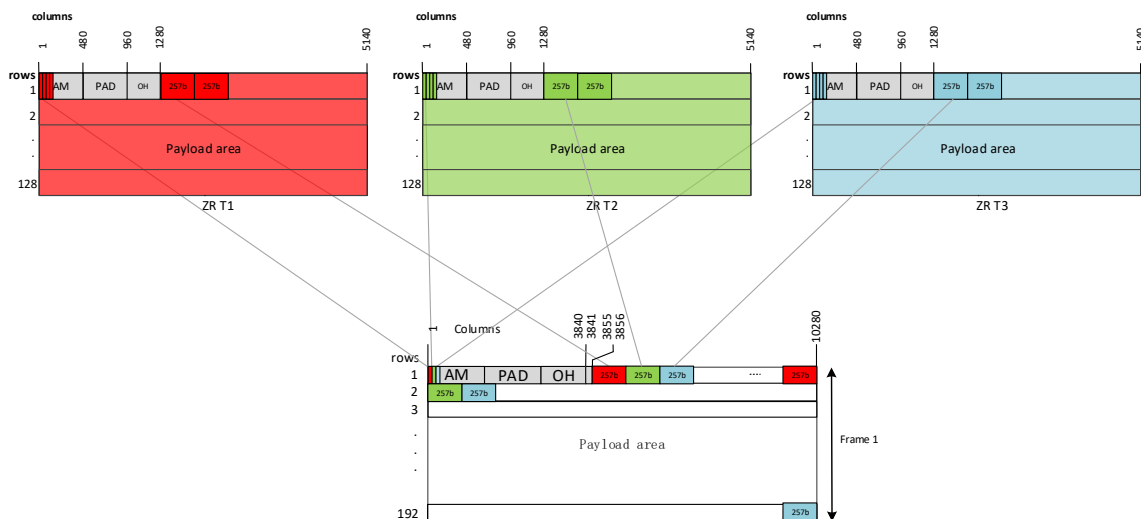 columns columns columns
1 480 960 1280 5140 1 480 960 1280 5140 1 480 960 1280 5140
rows rows rows
1 AM PAD OH 257b 257b 1 AM PAD OH 257b 257b 1 AM PAD OH 257b 257b
2 2 2
. Payload area . Payload area . Payload area
. . .
128 128 128
ZR T1 ZR T2 ZR T3
1 Columns 3840 3841 3855 3856 10280
rows
1 AM PAD OH 257b 257b 257b .... 257b
2 257b 257b
3
. Payload area Frame 1
.
.
192 257b